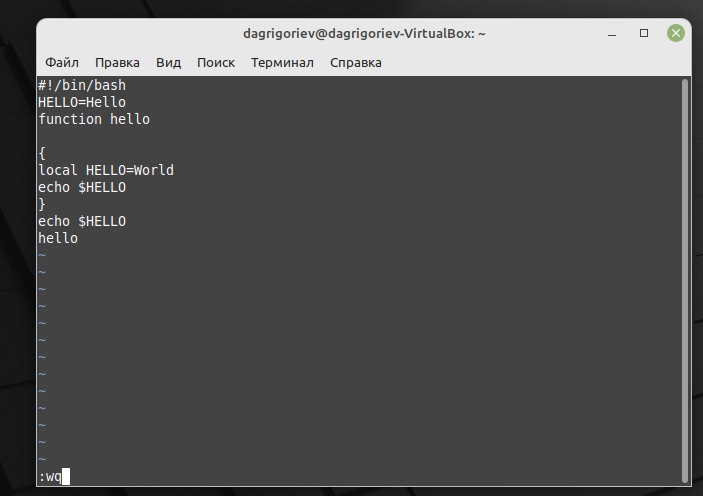 dagrigoriev@dagrigoriev-VirtualBox: ~
Файл Правка Вид Поиск Терминал Справка
#!/bin/bash
HELLO=Hello
function hello
{
local HELLO=World
echo $HELLO
}
echo $HELLO
hello
~
~
~
~
~
~
~
~
~
~
~
~
~
:wq